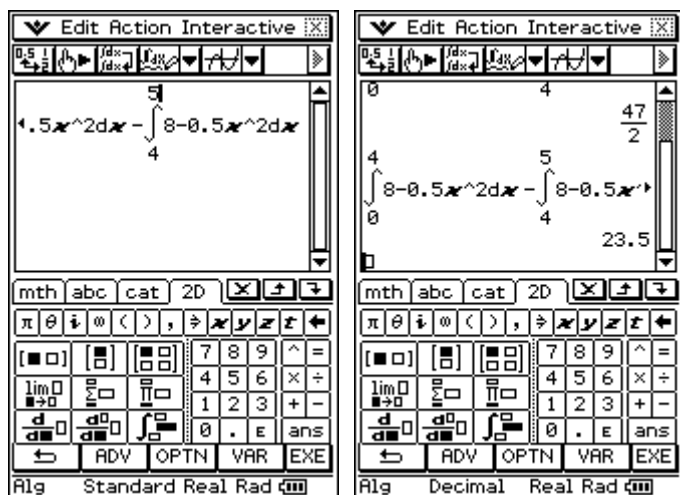 Edit Action Interactive
5
.5x^2dx-∫8-0.5x^2dx
4
mth abc cat 2D
π θ i ∞ ( ) , ⇒ x y z t ←
7 8 9 ^ =
lim 4 5 6 × ÷
Σ Π
1 2 3 + -
d/d d/d ∫ 0 . E ans
ADV OPTN VAR EXE
Alg Standard Real Rad
Edit Action Interactive
0 4
47
2
4 5
∫8-0.5x^2dx-∫8-0.5x
0 4
23.5
mth abc cat 2D
π θ i ∞ ( ) , ⇒ x y z t ←
7 8 9 ^ =
lim 4 5 6 × ÷
Σ Π
1 2 3 + -
d/d d/d ∫ 0 . E ans
ADV OPTN VAR EXE
Alg Decimal Real Rad